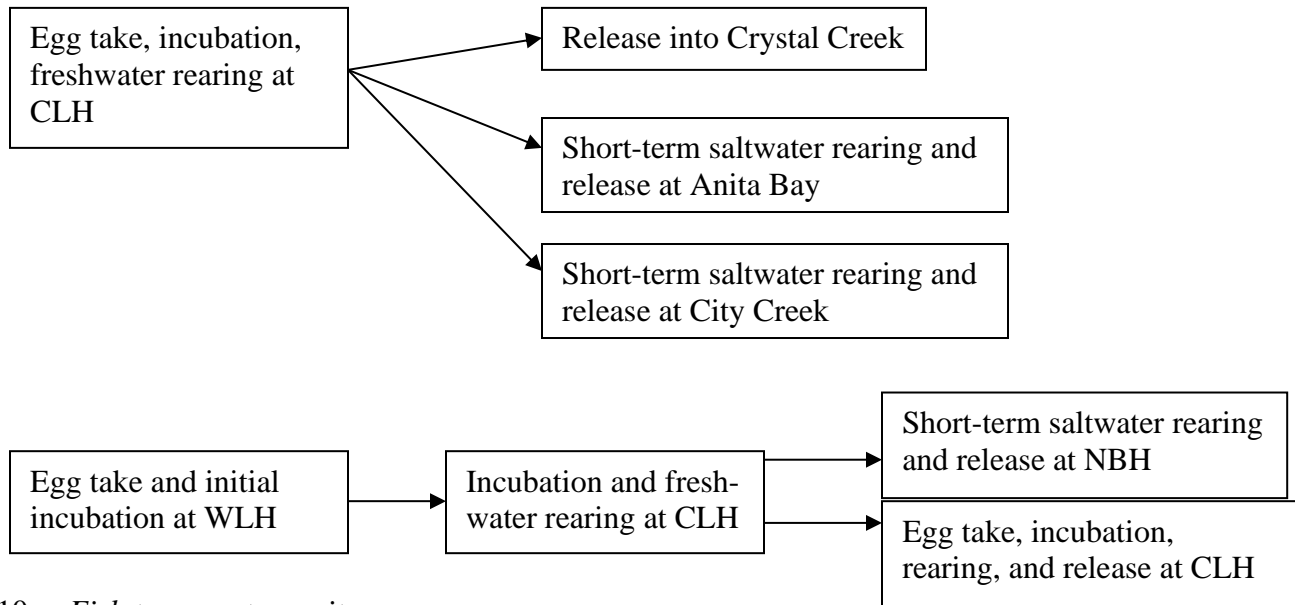 Egg take, incubation,
freshwater rearing at
CLH
Release into Crystal Creek
Short-term saltwater rearing and
release at Anita Bay
Short-term saltwater rearing and
release at City Creek
Egg take and initial
incubation at WLH
Incubation and fresh-
water rearing at CLH
Short-term saltwater rearing
and release at NBH
Egg take, incubation,
rearing, and release at CLH